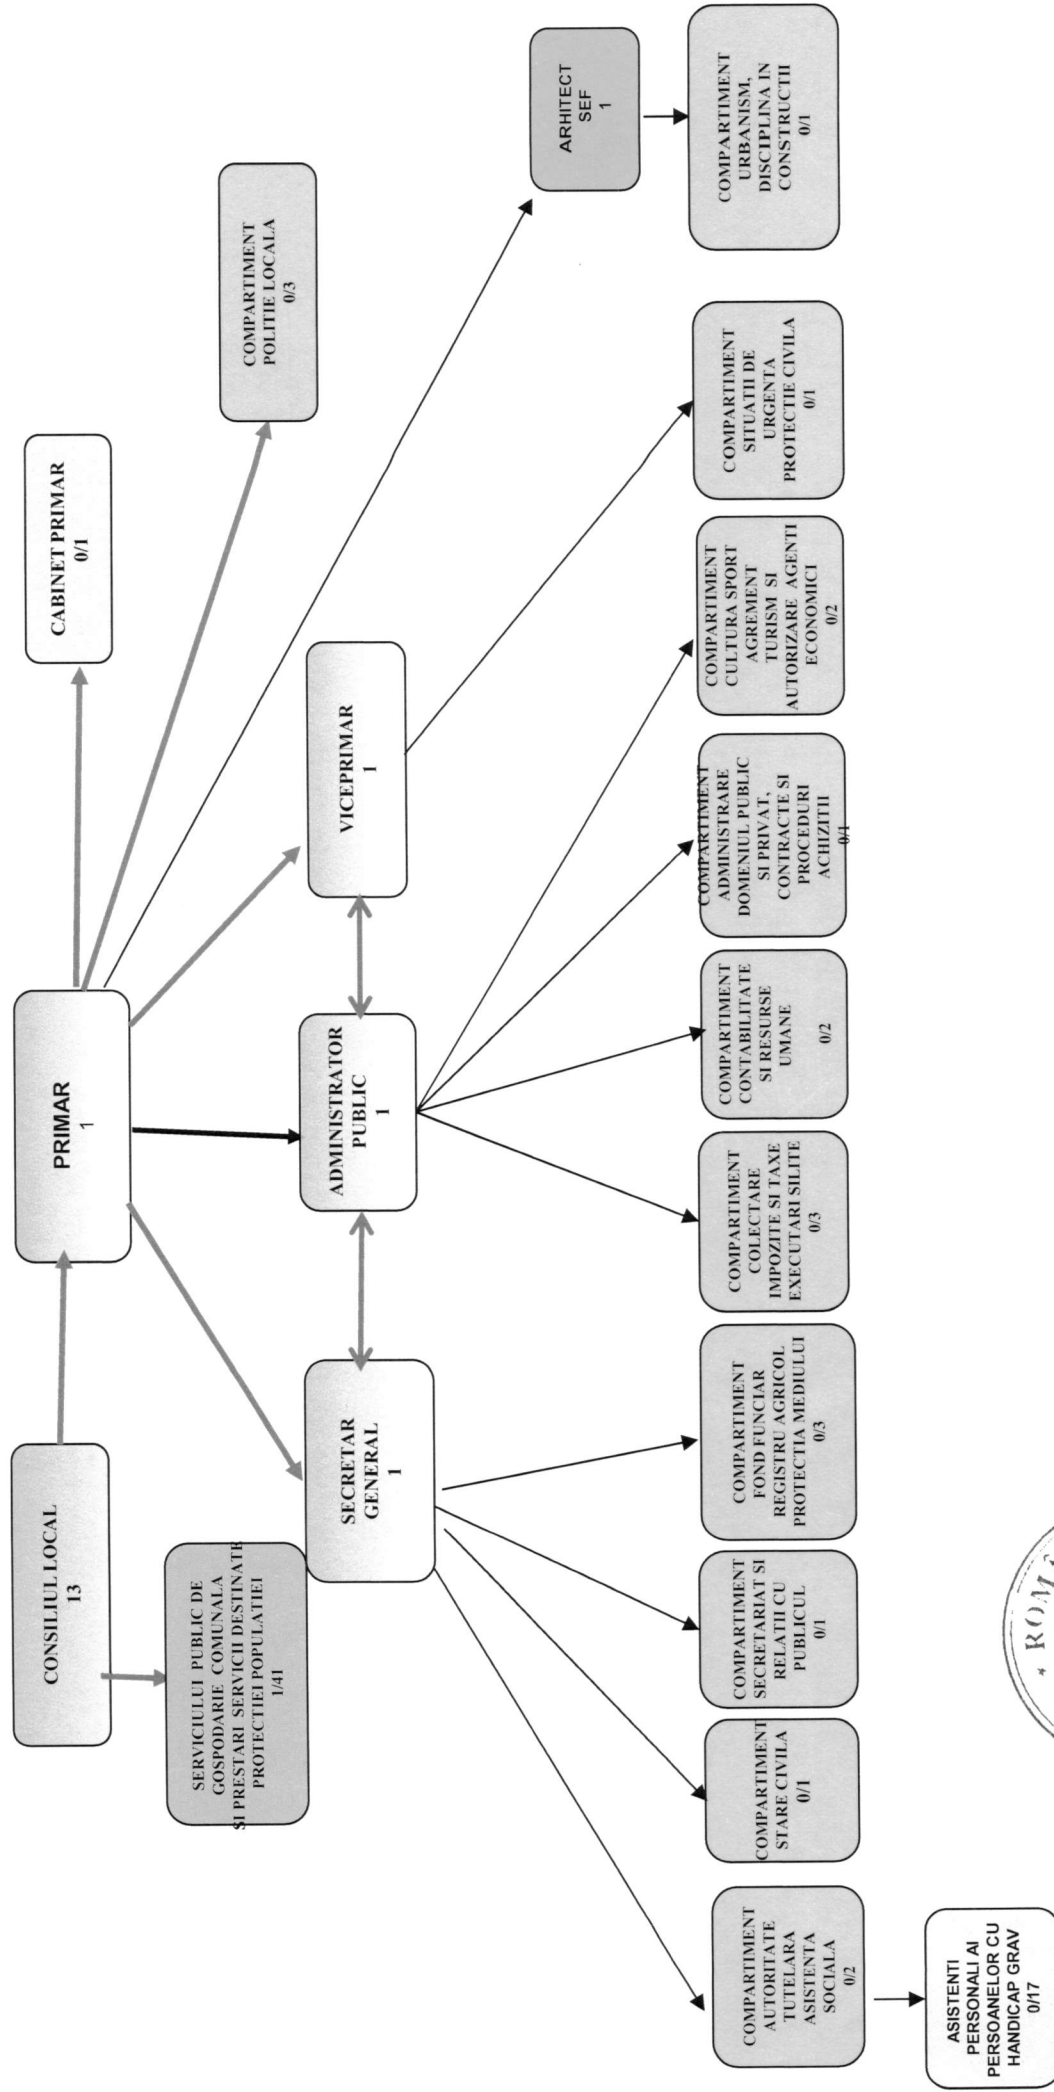 CONSILIUL LOCAL
13
PRIMAR
1
CABINET PRIMAR
0/1
SERVICIULUI PUBLIC DE
GOSPODARIE COMUNALA
SI PRESTARI SERVICII DESTINATE
PROTECTIEI POPULATIEI
1/41
COMPARTIMENT
POLITIE LOCALA
0/3
SECRETAR
GENERAL
1
ADMINISTRATOR
PUBLIC
1
VICEPRIMAR
1
ARHITECT
SEF
1
COMPARTIMENT
AUTORITATE
TUTELARA
ASISTENTA
SOCIALA
0/2
COMPARTIMENT
STARE CIVILA
0/1
COMPARTIMENT
SECRETARIAT SI
RELATII CU
PUBLICUL
0/1
COMPARTIMENT
FOND FUNCIAR
REGISTRU AGRICOL
PROTECTIA MEDIULUI
0/3
COMPARTIMENT
COLECTARE
IMPOZITE SI TAXE
EXECUTARI SILITE
0/3
COMPARTIMENT
CONTABILITATE
SI RESURSE
UMANE
0/2
COMPARTIMENT
ADMINISTRARE
DOMENIUL PUBLIC
SI PRIVAT,
CONTRACTE SI
PROCEDURI
ACHIZITII
0/1
COMPARTIMENT
CULTURA SPORT
AGREMENT
TURISM SI
AUTORIZARE AGENTI
ECONOMICI
0/2
COMPARTIMENT
SITUATII DE
URGENTA
PROTECTIE CIVILA
0/1
COMPARTIMENT
URBANISM,
DISCIPLINA IN
CONSTRUCTII
0/1
ASISTENTI
PERSONALI AI
PERSOANELOR CU
HANDICAP GRAV
0/17